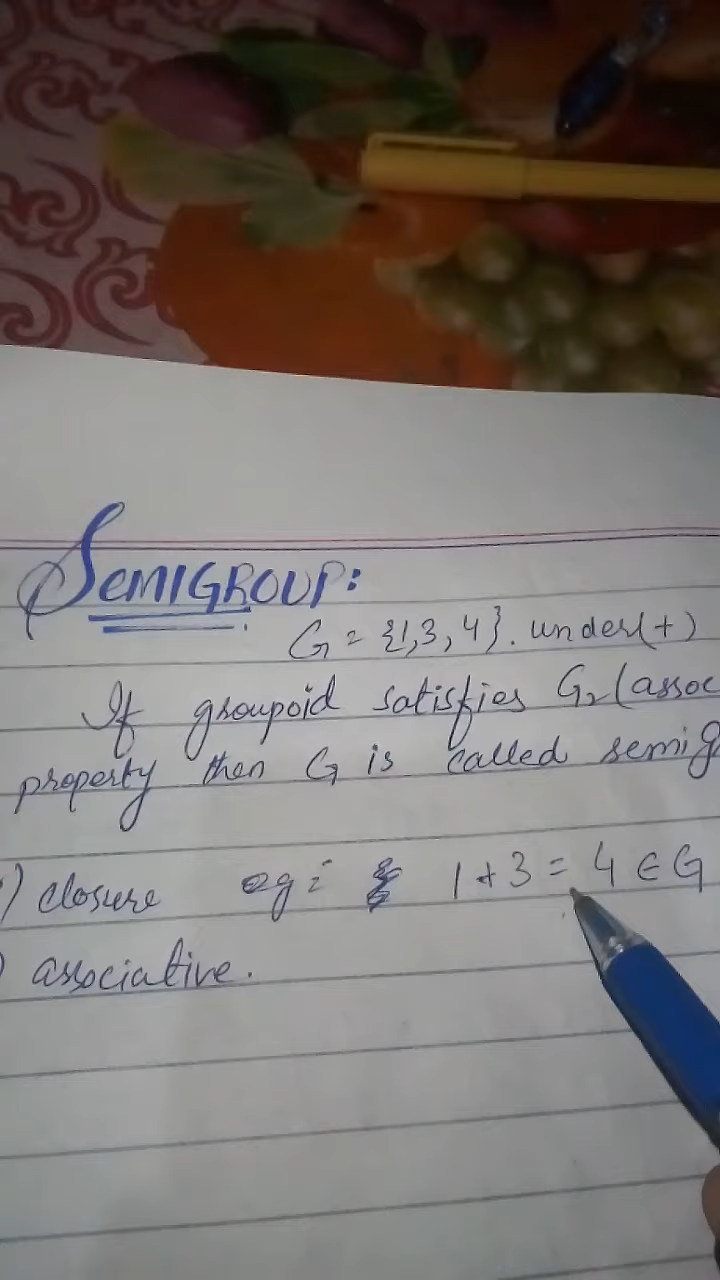 SEMIGROUP:
G = {1,3,4}. under(+)
If groupoid satisfies G₂ (assoc
property then G is called semig
) closure eg: 1+3=4 ∈ G
) associative.